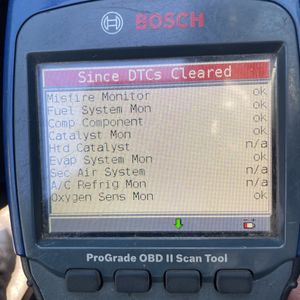 BOSCH
Since DTCs Cleared
Misfire Monitor ok
Fuel System Mon ok
Comp Component ok
Catalyst Mon ok
Htd Catalyst n/a
Evap System Mon ok
Sec Air System n/a
A/C Refrig Mon n/a
Oxygen Sens Mon ok
ProGrade OBD II Scan Tool